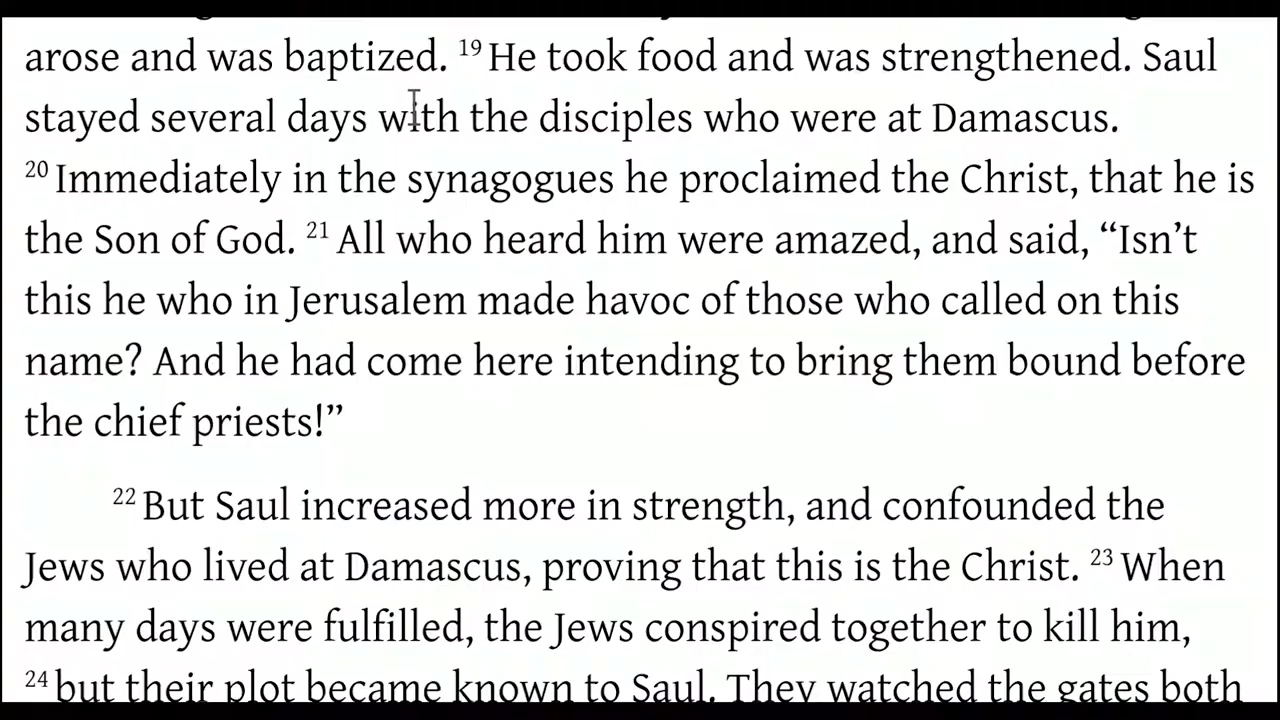 arose and was baptized. 19 He took food and was strengthened. Saul
stayed several days with the disciples who were at Damascus.
20 Immediately in the synagogues he proclaimed the Christ, that he is
the Son of God. 21 All who heard him were amazed, and said, “Isn’t
this he who in Jerusalem made havoc of those who called on this
name? And he had come here intending to bring them bound before
the chief priests!”
22 But Saul increased more in strength, and confounded the
Jews who lived at Damascus, proving that this is the Christ. 23 When
many days were fulfilled, the Jews conspired together to kill him,
24 but their plot became known to Saul. They watched the gates both